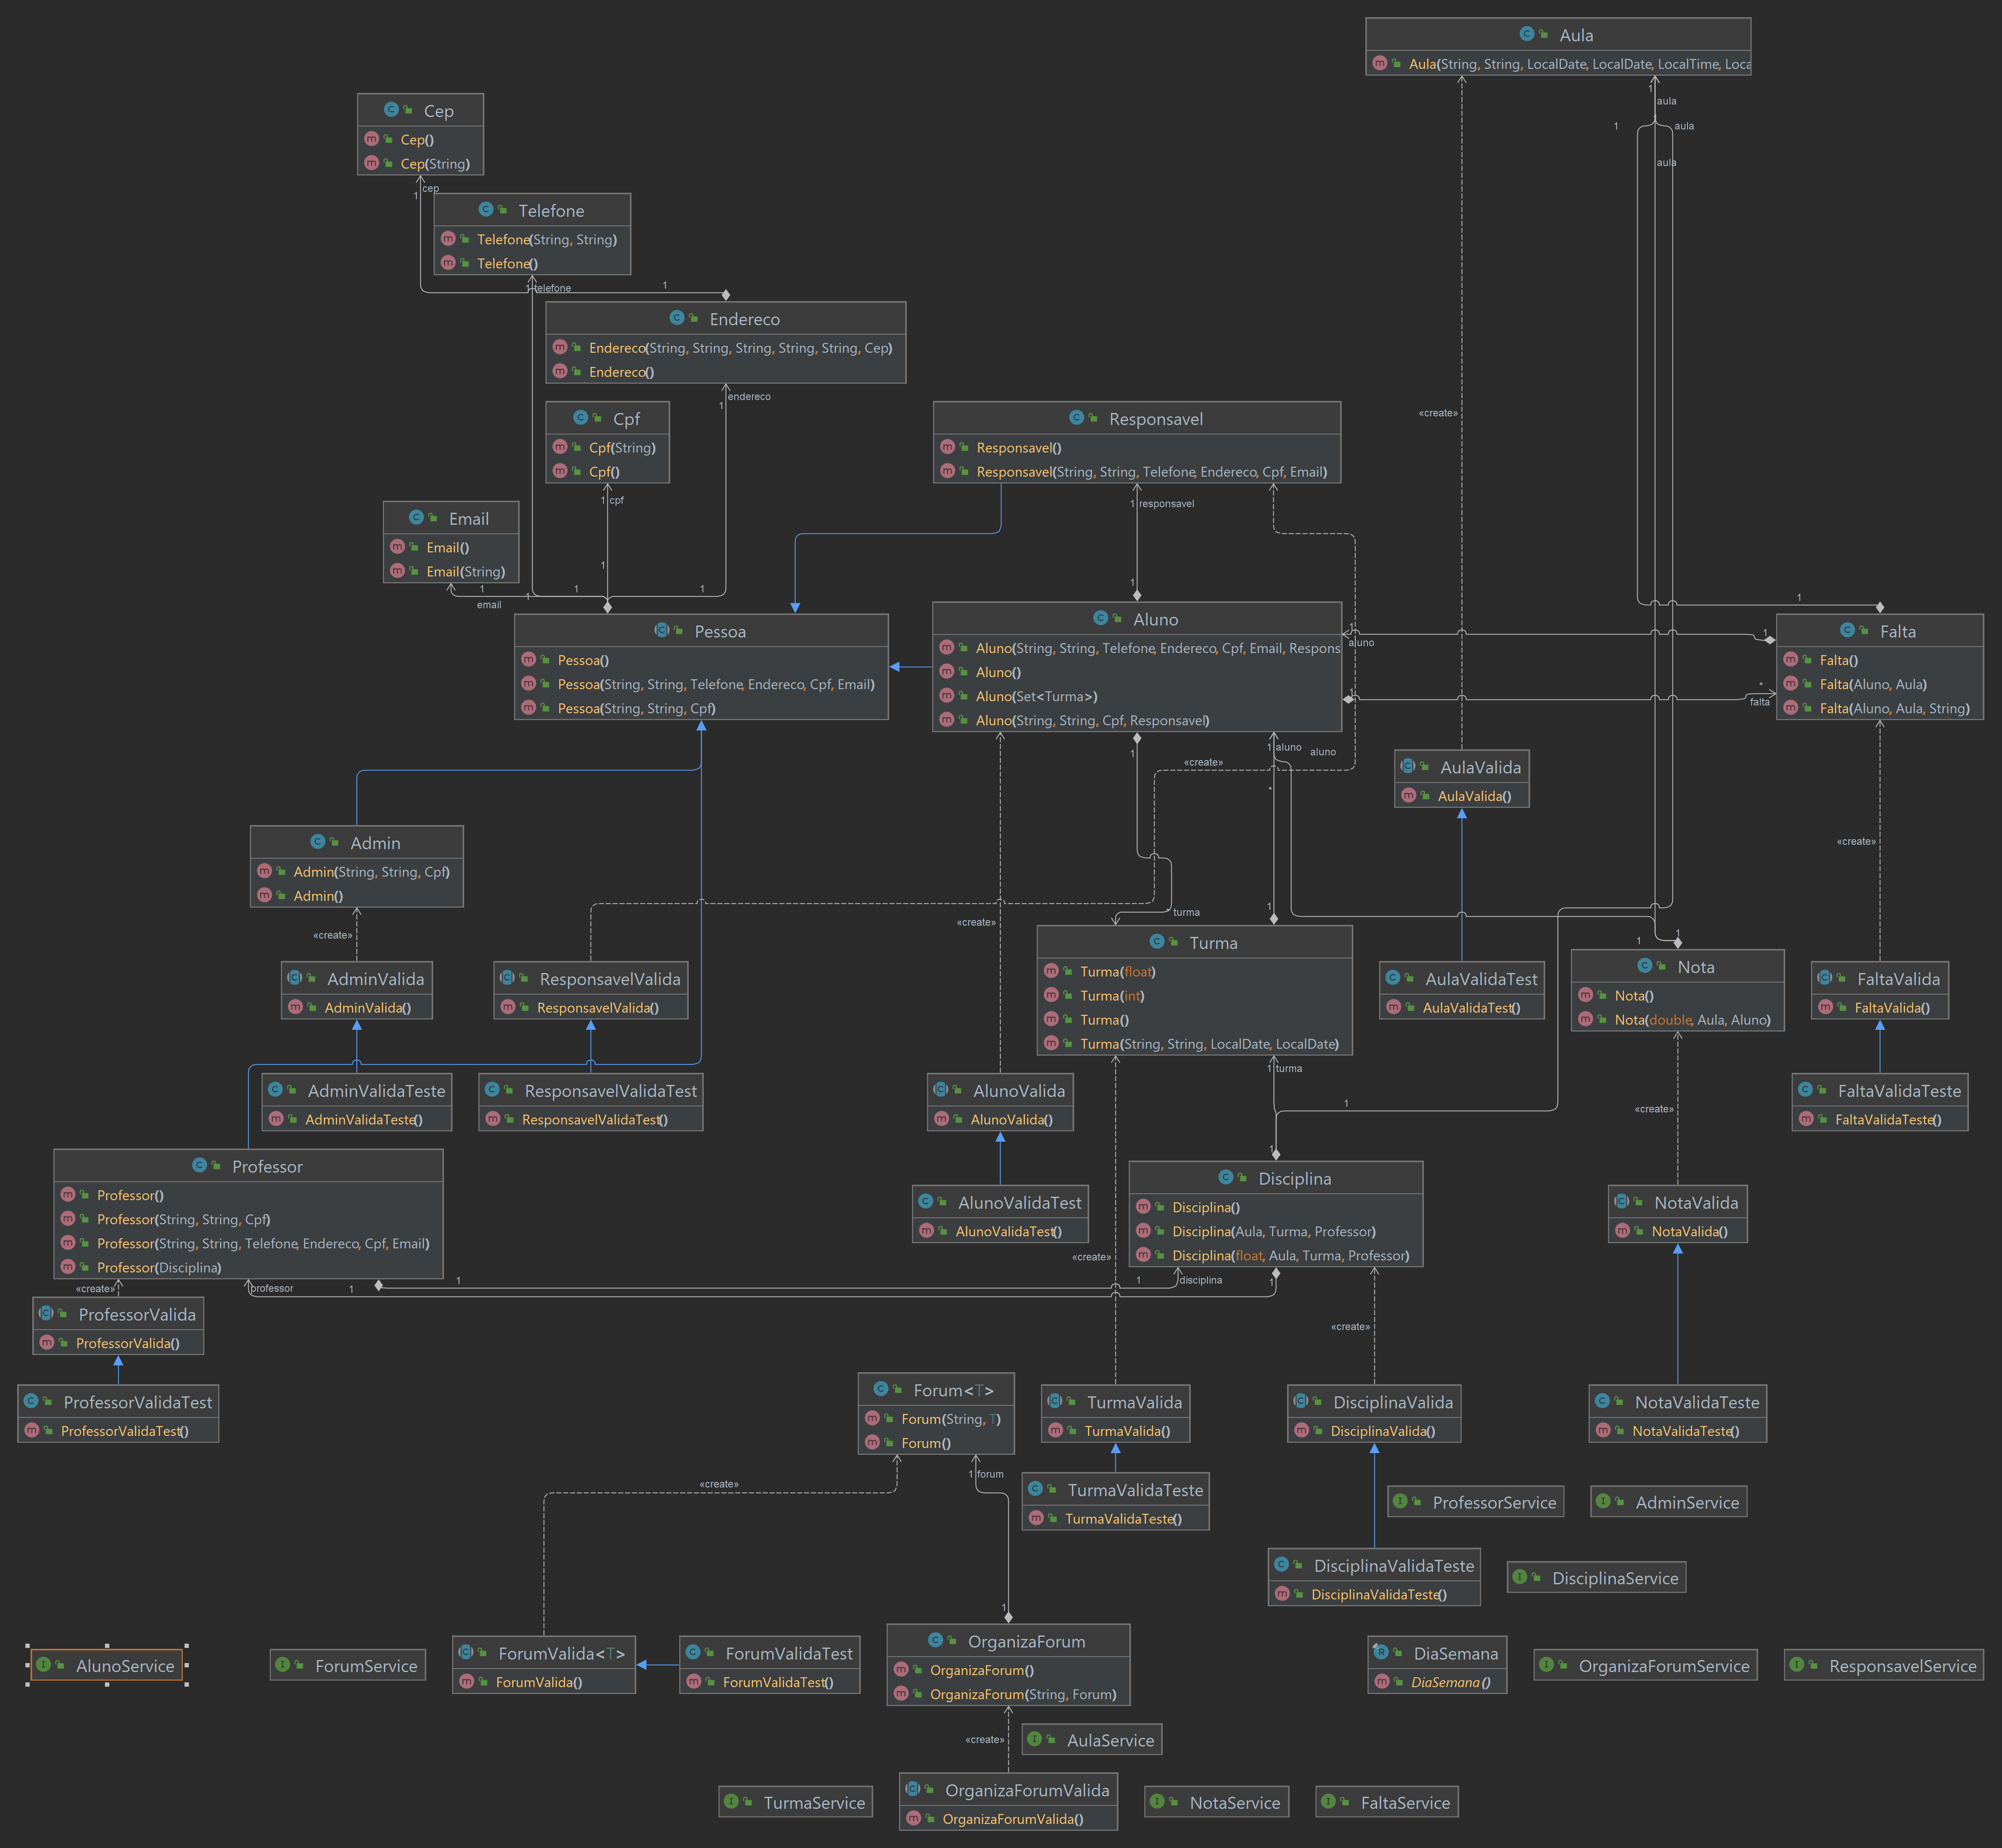 Aula
Aula(String, String, LocalDate, LocalDate, LocalTime, Loca
1
aula
1
1
aula
aula
Cep
Cep()
Cep(String)
1
cep
Telefone
Telefone(String, String)
Telefone()
1
telefone
1
Endereco
Endereco(String, String, String, String, String, Cep)
Endereco()
1
endereco
Cpf
Cpf(String)
Cpf()
1
cpf
Responsavel
Responsavel()
Responsavel(String, String, Telefone, Endereco, Cpf, Email)
1
responsavel
«create»
Email
Email()
Email(String)
1
1
1
1
1
email
1
1
Pessoa
Pessoa()
Pessoa(String, String, Telefone, Endereco, Cpf, Email)
Pessoa(String, String, Cpf)
Aluno
Aluno(String, String, Telefone, Endereco, Cpf, Email, Respons
Aluno()
Aluno(Set<Turma>)
Aluno(String, String, Cpf, Responsavel)
1
aluno
1
1
*
falta
Falta
Falta()
Falta(Aluno, Aula)
Falta(Aluno, Aula, String)
1
1
aluno
aluno
«create»
*
AulaValida
AulaValida()
«create»
Admin
Admin(String, String, Cpf)
Admin()
«create»
«create»
*
turma
1
Turma
Turma(float)
Turma(int)
Turma()
Turma(String, String, LocalDate, LocalDate)
1
1
Nota
Nota()
Nota(double, Aula, Aluno)
AdminValida
AdminValida()
ResponsavelValida
ResponsavelValida()
AulaValidaTest
AulaValidaTest()
FaltaValida
FaltaValida()
1
turma
AdminValidaTeste
AdminValidaTeste()
ResponsavelValidaTest
ResponsavelValidaTest()
AlunoValida
AlunoValida()
1
«create»
FaltaValidaTeste
FaltaValidaTeste()
1
Professor
Professor()
Professor(String, String, Cpf)
Professor(String, String, Telefone, Endereco, Cpf, Email)
Professor(Disciplina)
Disciplina
Disciplina()
Disciplina(Aula, Turma, Professor)
Disciplina(float, Aula, Turma, Professor)
AlunoValidaTest
AlunoValidaTest()
NotaValida
NotaValida()
«create»
«create»
1
professor
1
1
1
disciplina
1
ProfessorValida
ProfessorValida()
«create»
ProfessorValidaTest
ProfessorValidaTest()
Forum<T>
Forum(String, T)
Forum()
TurmaValida
TurmaValida()
DisciplinaValida
DisciplinaValida()
NotaValidaTeste
NotaValidaTeste()
«create»
1
forum
TurmaValidaTeste
TurmaValidaTeste()
ProfessorService
AdminService
DisciplinaValidaTeste
DisciplinaValidaTeste()
DisciplinaService
1
AlunoService
ForumService
ForumValida<T>
ForumValida()
ForumValidaTest
ForumValidaTest()
OrganizaForum
OrganizaForum()
OrganizaForum(String, Forum)
DiaSemana
DiaSemana()
OrganizaForumService
ResponsavelService
«create»
AulaService
TurmaService
OrganizaForumValida
OrganizaForumValida()
NotaService
FaltaService